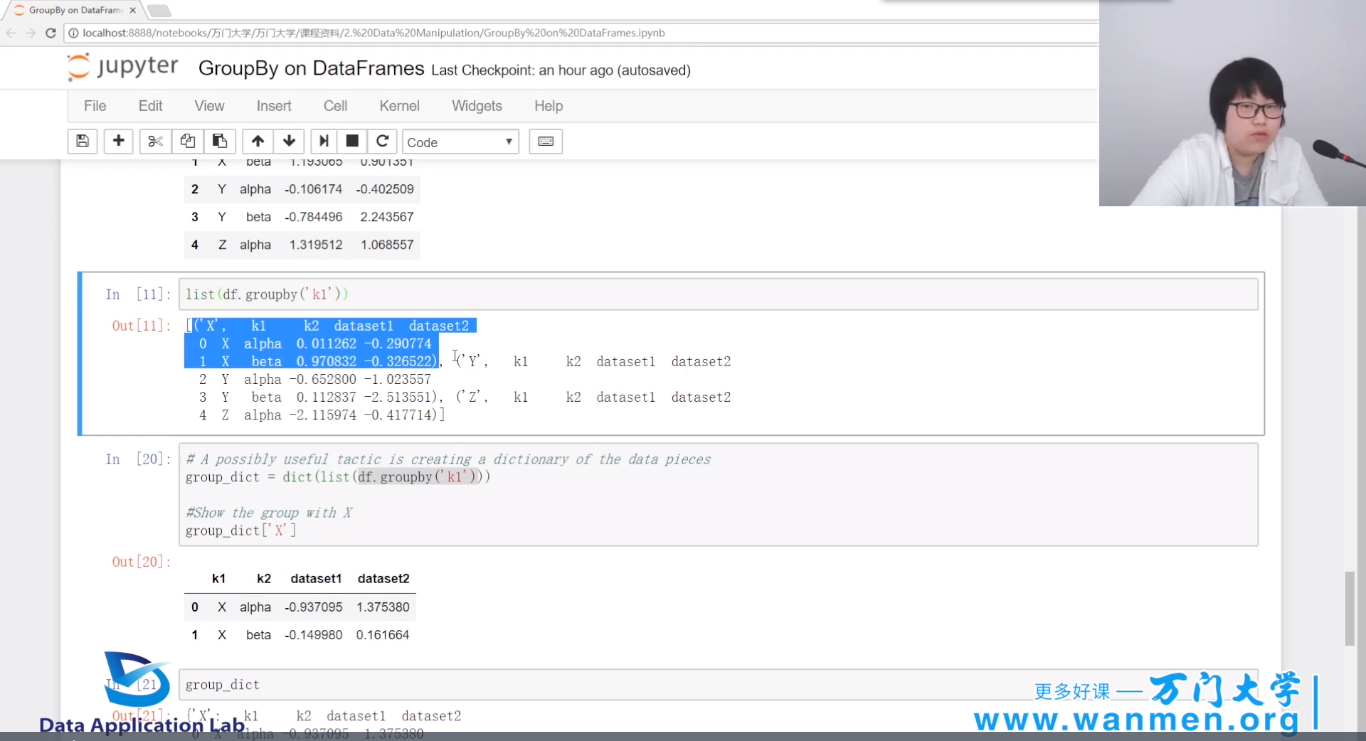 GroupBy on DataFram
localhost:8888/notebooks/万门大学/万门大学/课程资料/2.%20Data%20Manipulation/GroupBy%20on%20DataFrames.ipynb
jupyter GroupBy on DataFrames Last Checkpoint: an hour ago (autosaved)
File Edit View Insert Cell Kernel Widgets Help
Code
1 X beta 1.193065 0.901351
2 Y alpha -0.106174 -0.402509
3 Y beta -0.784496 2.243567
4 Z alpha 1.319512 1.068557
In [11]: list(df.groupby('k1'))
Out[11]: [('X', k1 k2 dataset1 dataset2
0 X alpha 0.011262 -0.290774
1 X beta 0.970832 -0.326522), ('Y', k1 k2 dataset1 dataset2
2 Y alpha -0.652800 -1.023557
3 Y beta 0.112837 -2.513551), ('Z', k1 k2 dataset1 dataset2
4 Z alpha -2.115974 -0.417714)]
In [20]: # A possibly useful tactic is creating a dictionary of the data pieces
group_dict = dict(list(df.groupby('k1')))
#Show the group with X
group_dict['X']
Out[20]:
k1 k2 dataset1 dataset2
0 X alpha -0.937095 1.375380
1 X beta -0.149980 0.161664
In [21]: group_dict
Out[21]: {'X': k1 k2 dataset1 dataset2
0 X alpha -0.937095 1.375380
Data Application Lab
更多好课 — 万门大学
www.wanmen.org